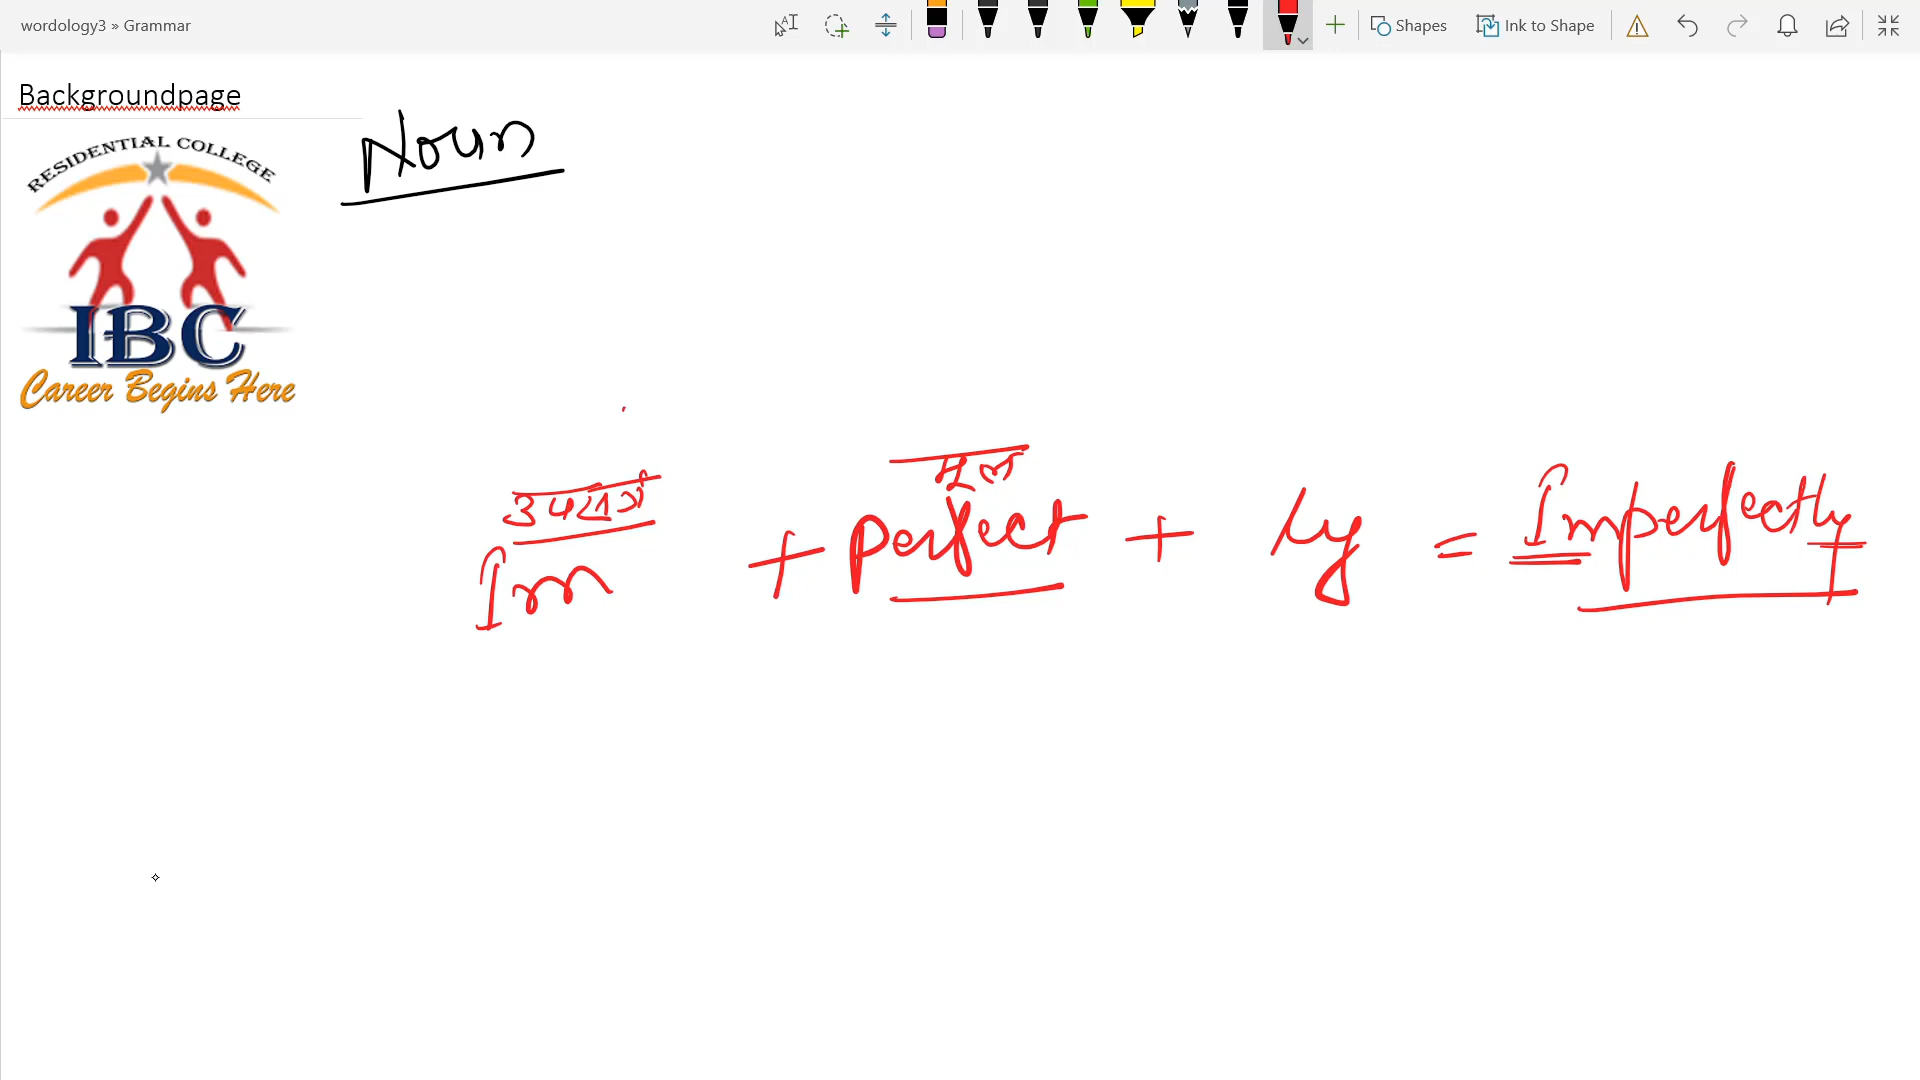 wordology3 » Grammar
Shapes
Ink to Shape
Backgroundpage
RESIDENTIAL COLLEGE
IBC
Career Begins Here
Noun
उपसर्ग
मूल
Im + perfect + ly = Imperfectly